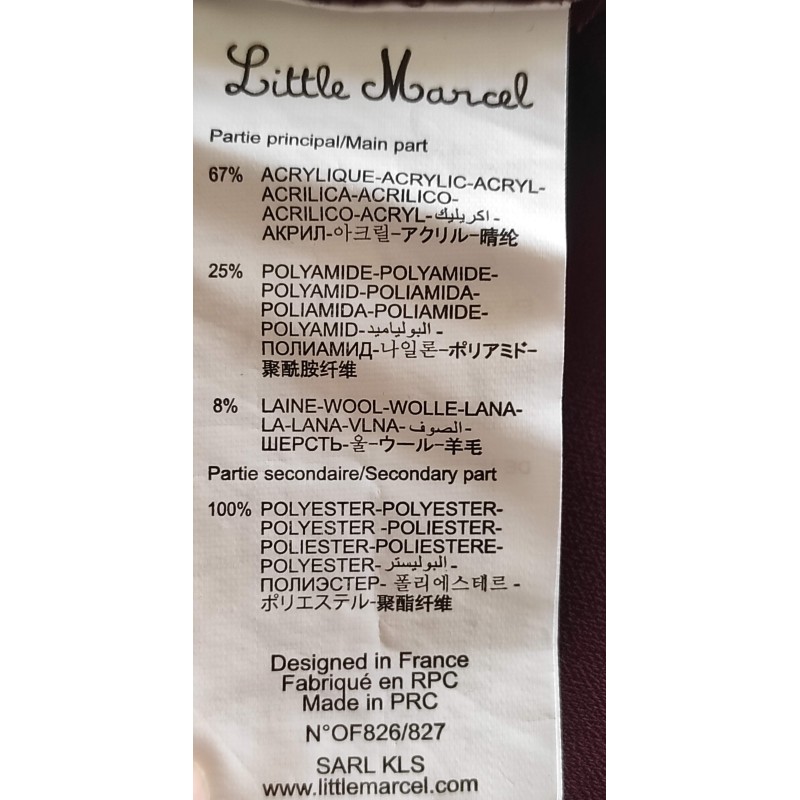 Little Marcel
Partie principal/Main part
67% ACRYLIQUE-ACRYLIC-ACRYL-
ACRILICA-ACRILICO-
ACRILICO-ACRYL-اكريليك-
АКРИЛ-아크릴-アクリル-晴纶
25% POLYAMIDE-POLYAMIDE-
POLYAMID-POLIAMIDA-
POLIAMIDA-POLIAMIDE-
POLYAMID-البولياميد-
ПОЛИАМИД-나일론-ポリアミド-
聚酰胺纤维
8% LAINE-WOOL-WOLLE-LANA-
LA-LANA-VLNA-الصوف-
ШЕРСТЬ-울-ウール-羊毛
Partie secondaire/Secondary part
100% POLYESTER-POLYESTER-
POLYESTER -POLIESTER-
POLIESTER-POLIESTERE-
POLYESTER-البوليستر-
ПОЛИЭСТЕР-폴리에스테르-
ポリエステル-聚酯纤维
Designed in France
Fabriqué en RPC
Made in PRC
N°OF826/827
SARL KLS
www.littlemarcel.com